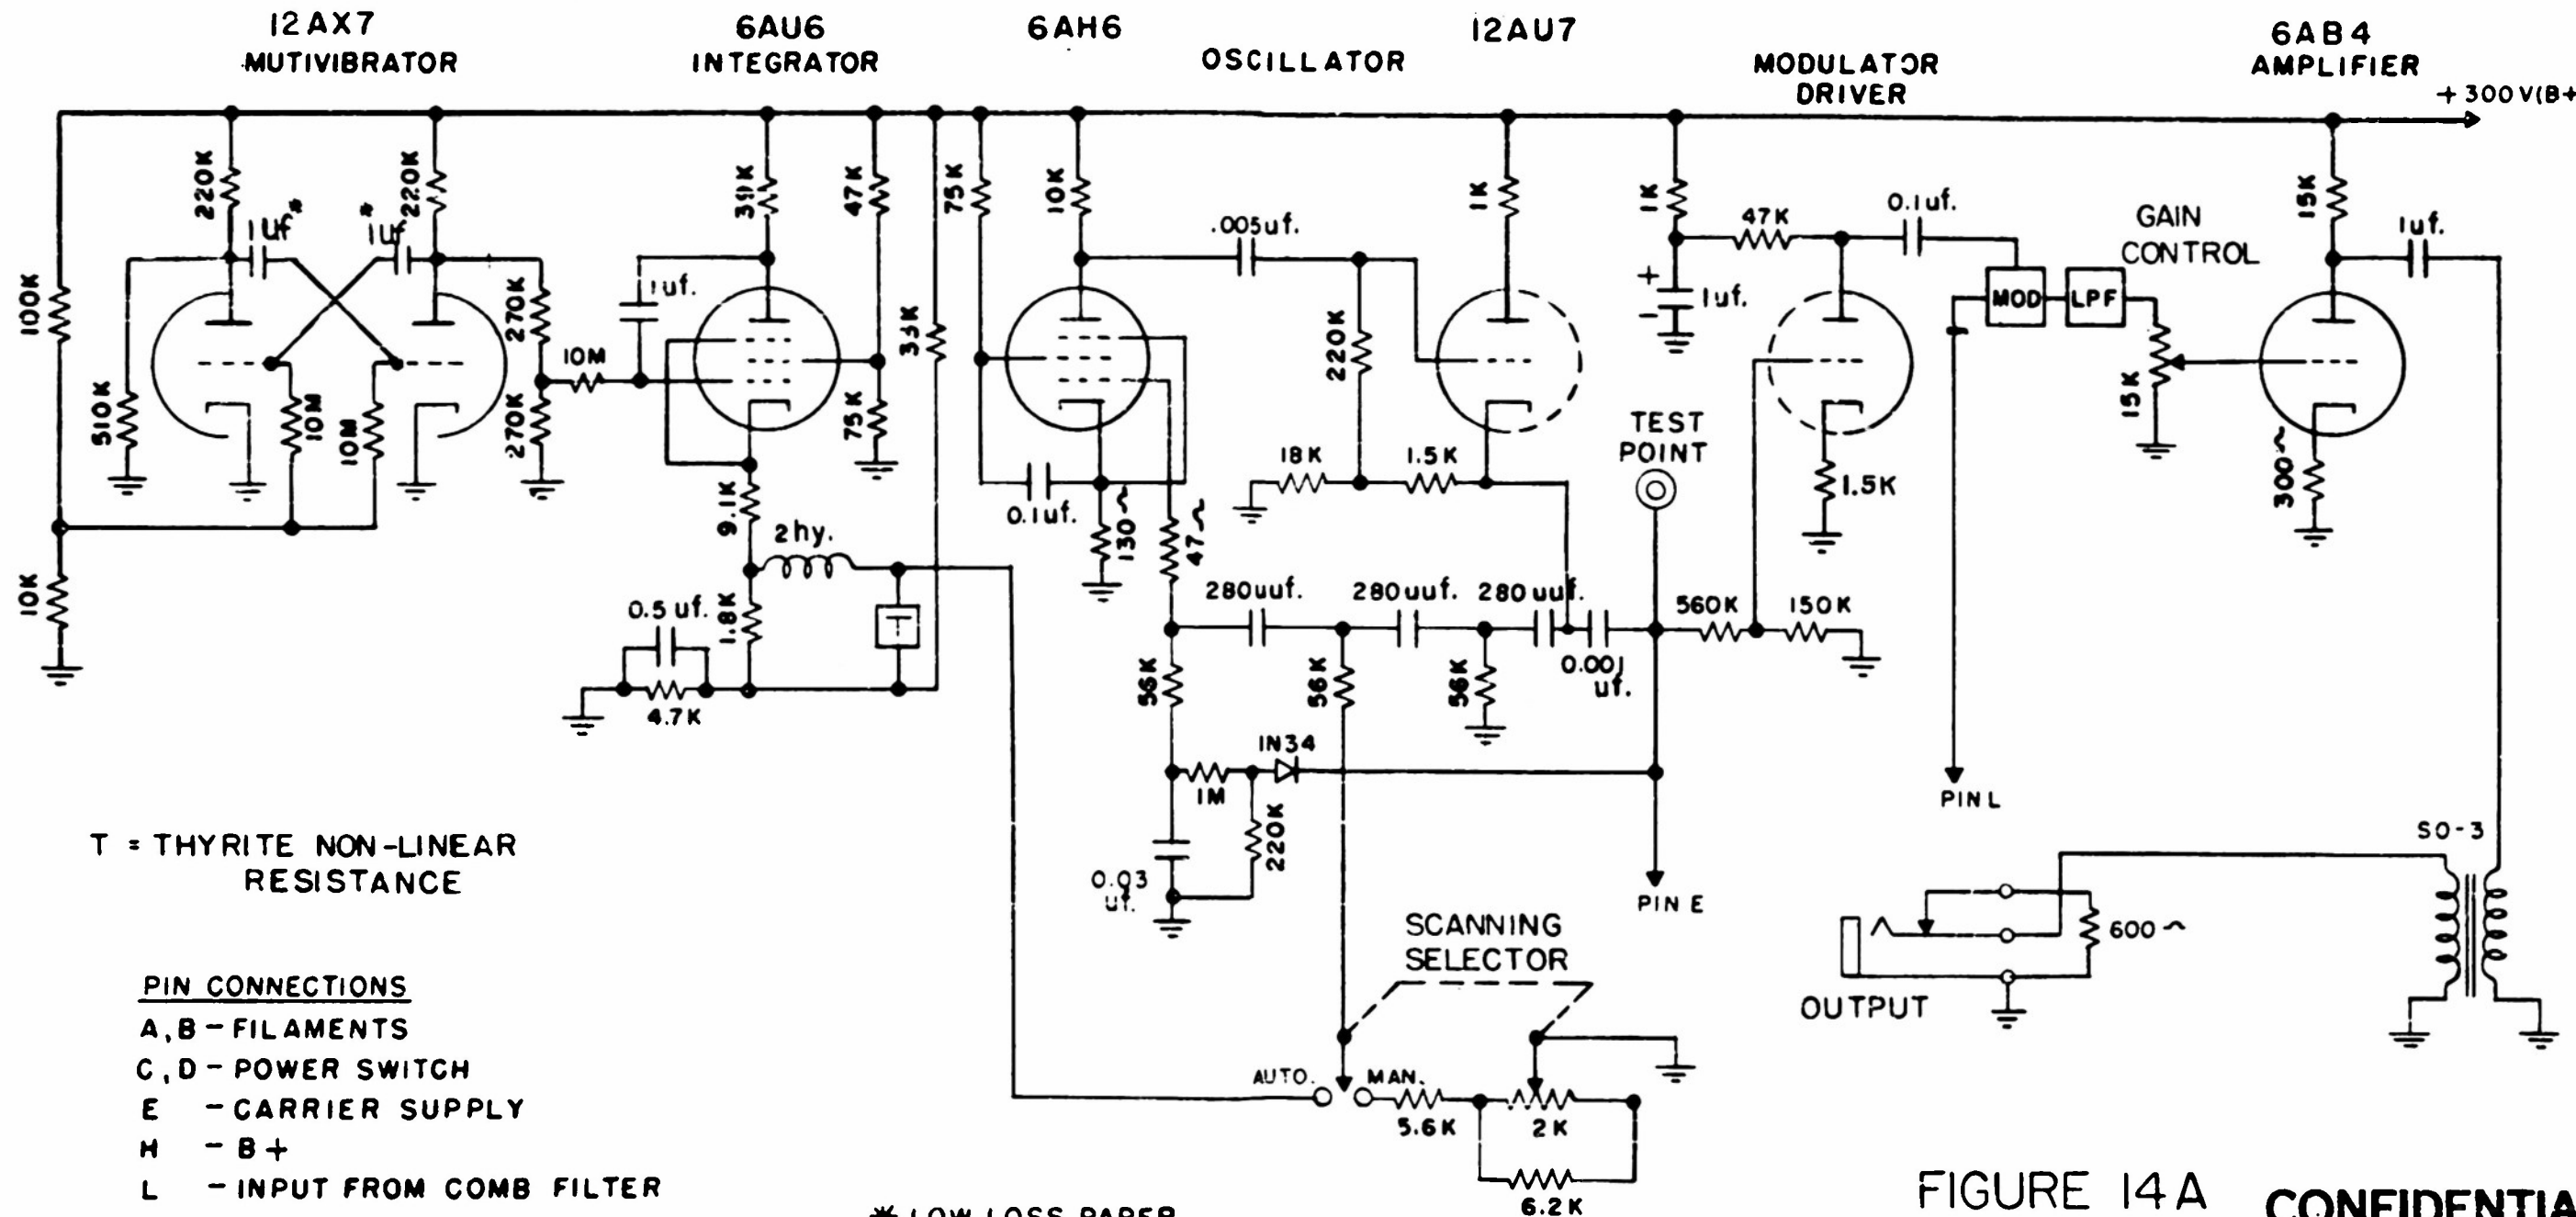 12AX7
MUTIVIBRATOR
6AU6
INTEGRATOR
6AH6
OSCILLATOR
12AU7
MODULATOR
DRIVER
6AB4
AMPLIFIER
+ 300 V(B+
220K
220K
1uf*
*1uf
100K
510K
10M
10M
10K
270K
270K
10M
1uf.
47K
75K
9.1K
2hy.
0.5 uf.
1.8K
T
4.7K
75K
10K
0.1uf.
130~
47~
.005uf.
220K
1K
18K
1.5K
280uuf.
280uuf.
280uuf.
0.001
uf.
56K
56K
56K
1N34
1M
220K
0.03
uf.
TEST
POINT
1K
+
-
1uf.
47K
0.1uf.
1.5K
560K
150K
PIN E
MOD
LPF
GAIN
CONTROL
15K
PIN L
15K
1uf.
300~
SO-3
600~
OUTPUT
SCANNING
SELECTOR
AUTO.
MAN.
5.6K
2K
6.2K
T = THYRITE NON-LINEAR
RESISTANCE
PIN CONNECTIONS
A,B - FILAMENTS
C,D - POWER SWITCH
E - CARRIER SUPPLY
H - B+
L - INPUT FROM COMB FILTER
* LOW LOSS PAPER
FIGURE 14A
CONFIDENTIA